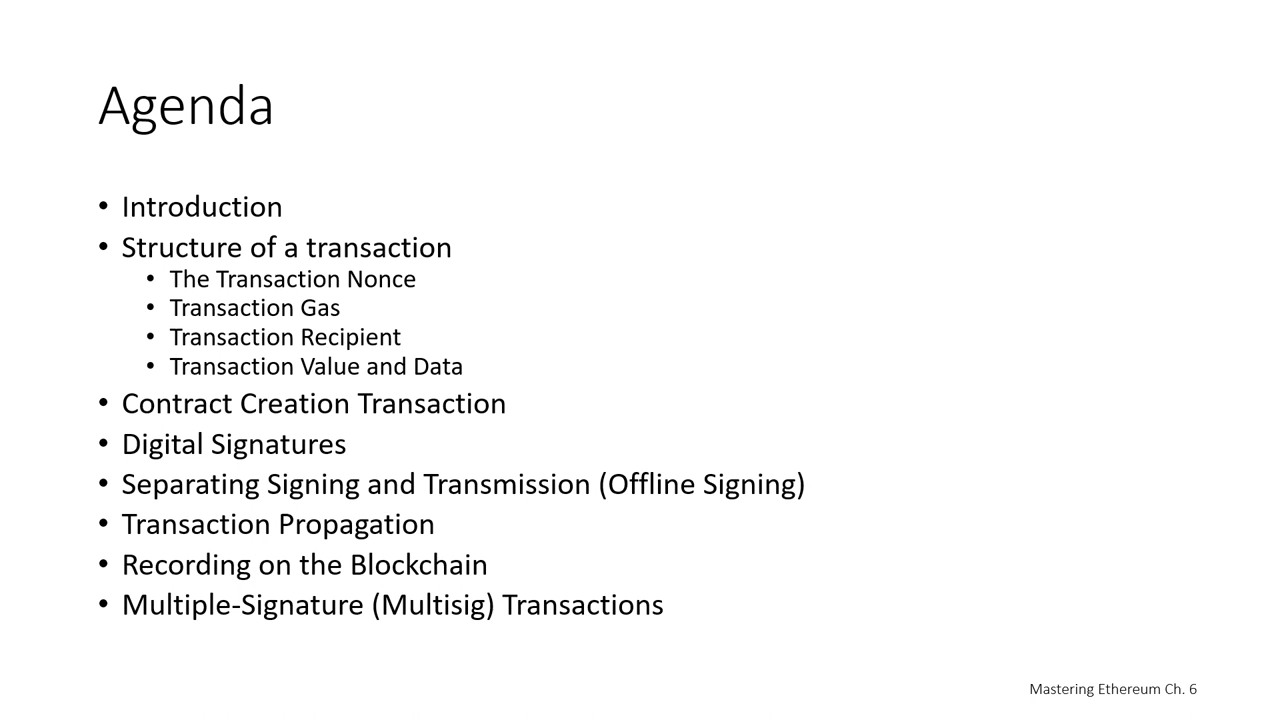 Agenda
• Introduction
• Structure of a transaction
• The Transaction Nonce
• Transaction Gas
• Transaction Recipient
• Transaction Value and Data
• Contract Creation Transaction
• Digital Signatures
• Separating Signing and Transmission (Offline Signing)
• Transaction Propagation
• Recording on the Blockchain
• Multiple-Signature (Multisig) Transactions
Mastering Ethereum Ch. 6